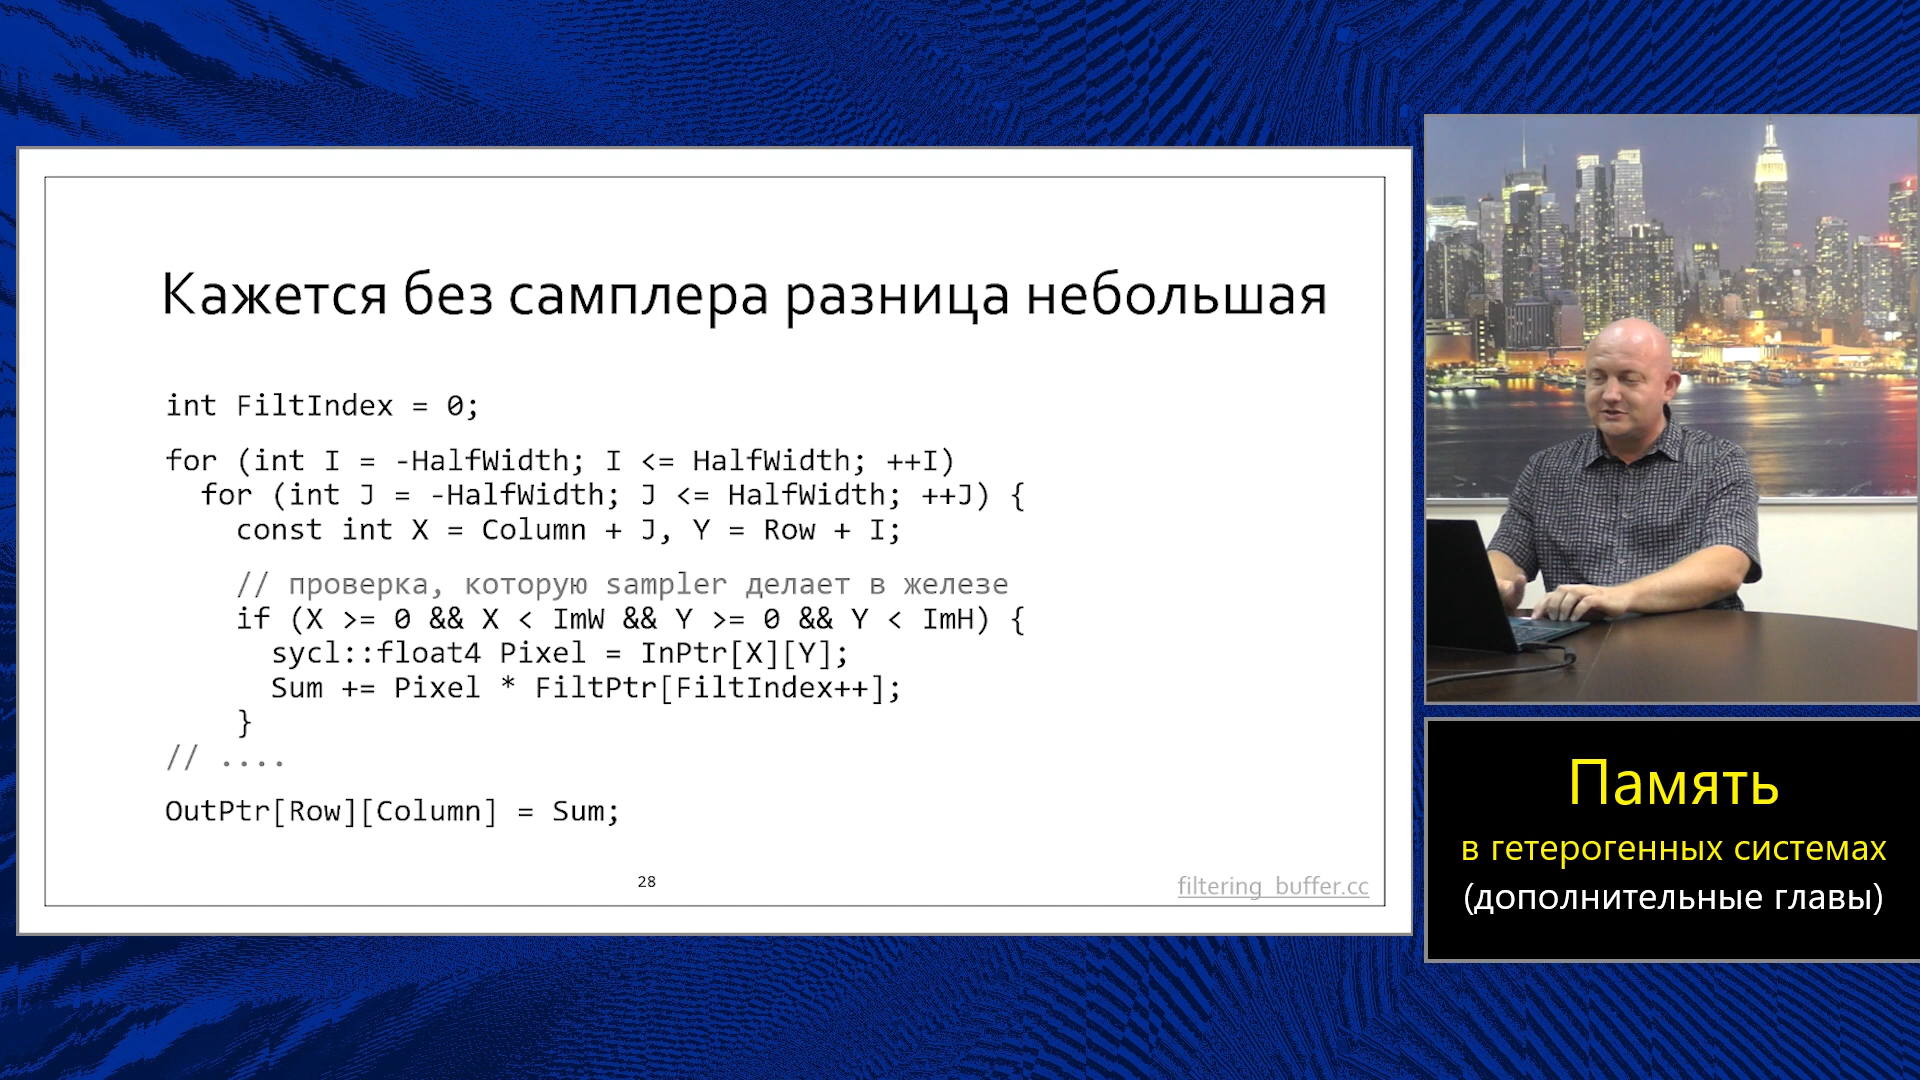 Кажется без самплера разница небольшая
int FiltIndex = 0;
for (int I = -HalfWidth; I <= HalfWidth; ++I)
for (int J = -HalfWidth; J <= HalfWidth; ++J) {
const int X = Column + J, Y = Row + I;
// проверка, которую sampler делает в железе
if (X >= 0 && X < ImW && Y >= 0 && Y < ImH) {
sycl::float4 Pixel = InPtr[X][Y];
Sum += Pixel * FiltPtr[FiltIndex++];
}
// ....
OutPtr[Row][Column] = Sum;
28
filtering_buffer.cc
Память
в гетерогенных системах
(дополнительные главы)